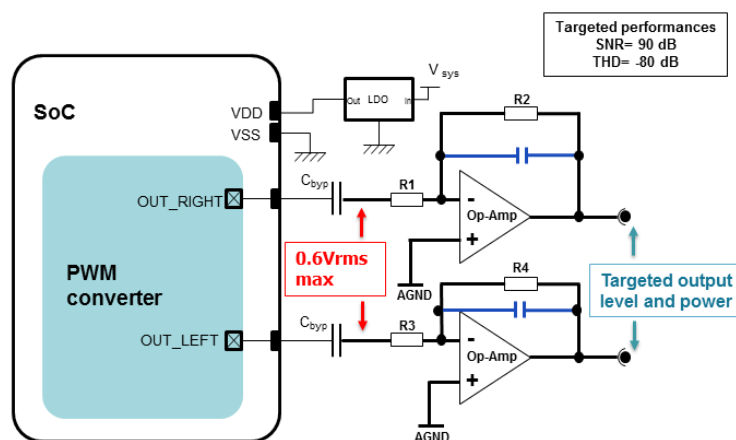 Targeted performances
SNR= 90 dB
THD= -80 dB
V sys
Out LDO In
SoC
VDD
VSS
R2
Cbyp
R1
OUT_RIGHT
-
Op-Amp
+
0.6Vrms
max
AGND
PWM
converter
R4
Targeted output
level and power
Cbyp
R3
OUT_LEFT
-
Op-Amp
+
AGND